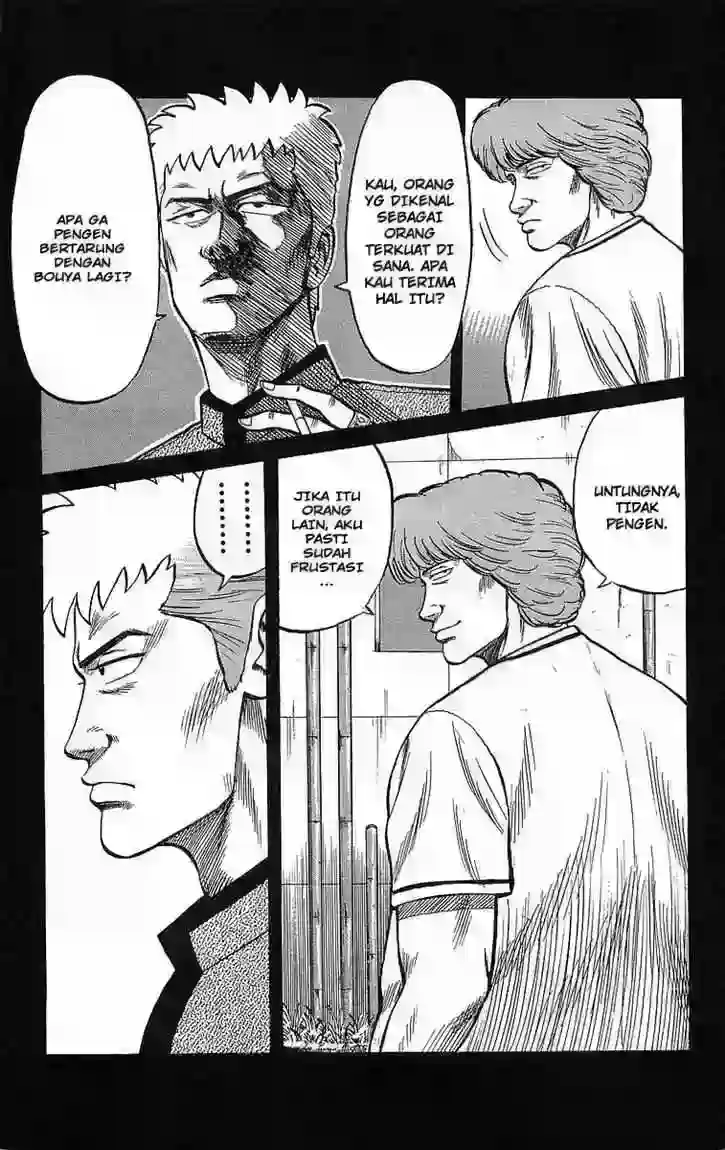 KAU, ORANG
YG DIKENAL
SEBAGAI
ORANG
TERKUAT DI
SANA. APA
KAU TERIMA
HAL ITU?
APA GA
PENGEN
BERTARUNG
DENGAN
BOUYA LAGI?
UNTUNGNYA,
TIDAK
PENGEN.
JIKA ITU
ORANG
LAIN, AKU
PASTI
SUDAH
FRUSTASI
...